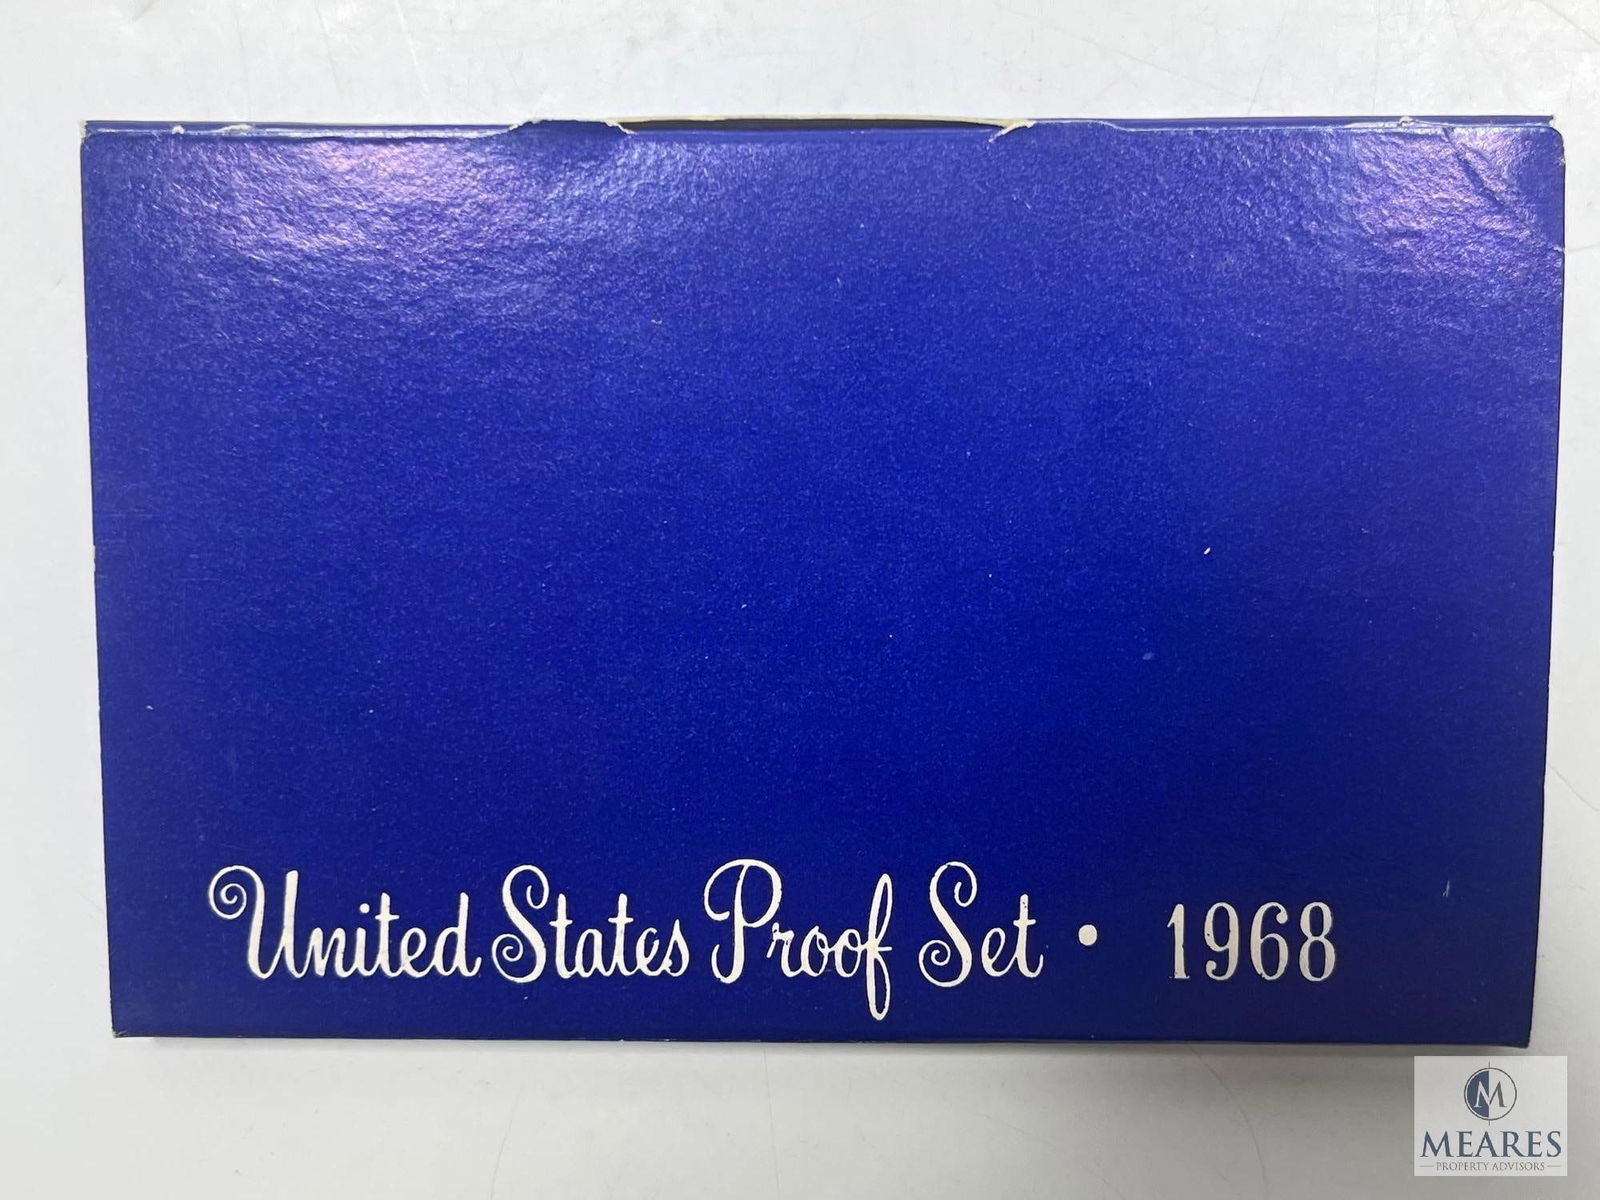 United States Proof Set • 1968
M
MEARES
PROPERTY ADVISORS